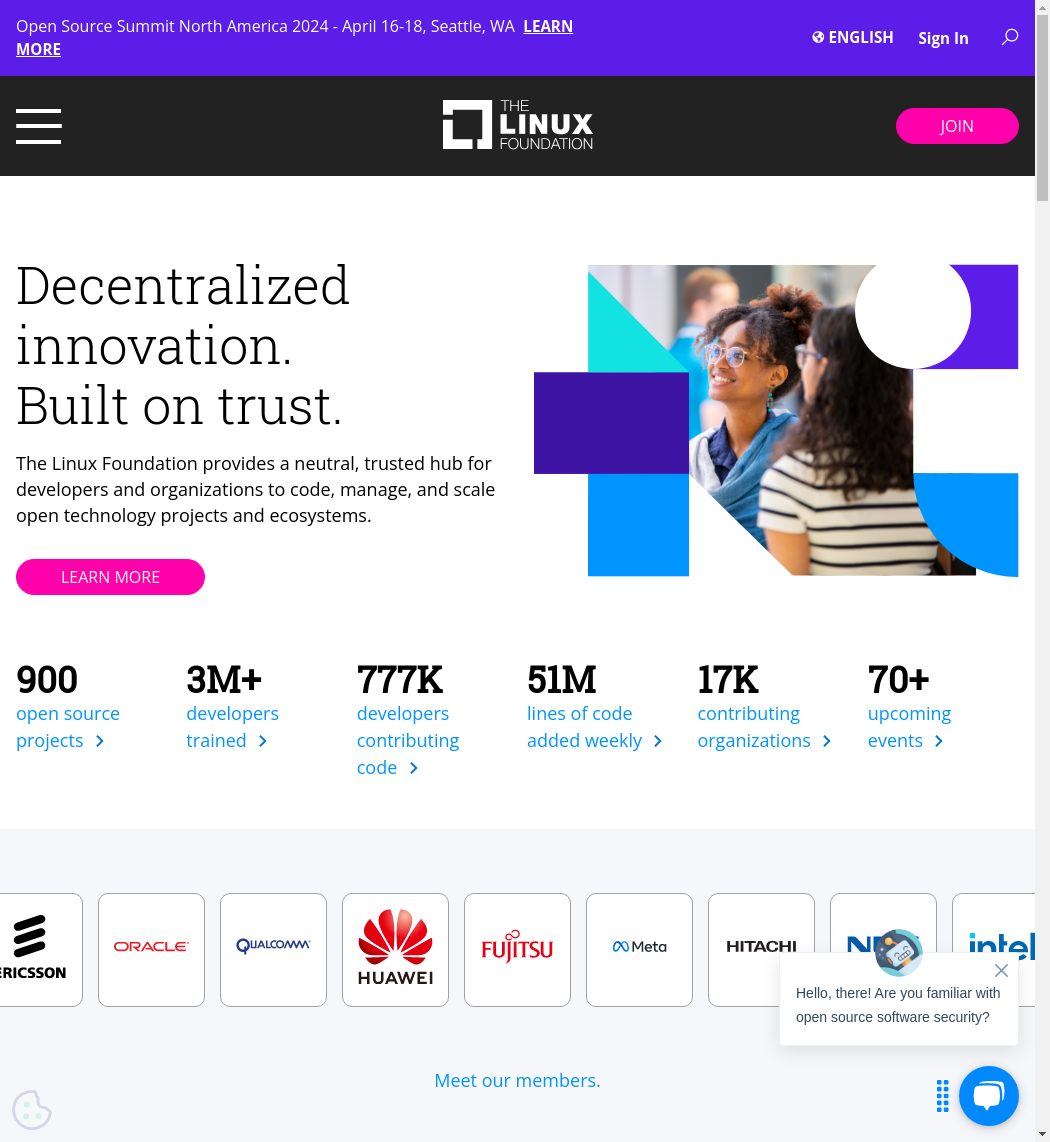 Open Source Summit North America 2024 - April 16-18, Seattle, WA LEARN
MORE
ENGLISH
Sign In
THE
LINUX
FOUNDATION
JOIN
Decentralized
innovation.
Built on trust.
The Linux Foundation provides a neutral, trusted hub for
developers and organizations to code, manage, and scale
open technology projects and ecosystems.
LEARN MORE
900
open source
projects
3M+
developers
trained
777K
developers
contributing
code
51M
lines of code
added weekly
17K
contributing
organizations
70+
upcoming
events
ERICSSON
ORACLE
QUALCOMM
HUAWEI
FUJITSU
Meta
HITACHI
NEC
intel
Hello, there! Are you familiar with
open source software security?
Meet our members.